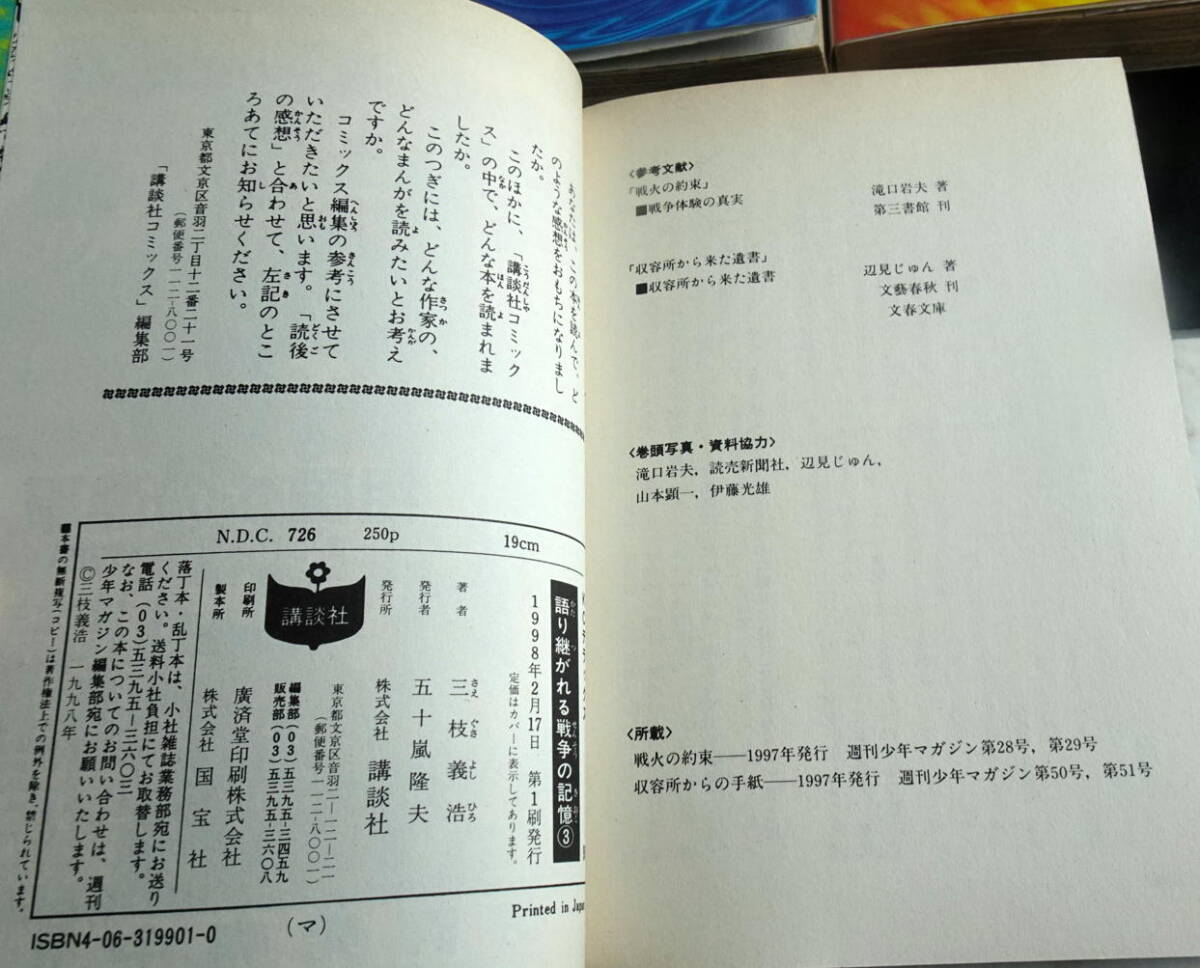 〈参考文献〉
『戦火の約束』 滝口岩夫 著
■戦争体験の真実 第三書館 刊
『収容所から来た遺書』 辺見じゅん 著
■収容所から来た遺書 文藝春秋 刊
文春文庫
〈巻頭写真・資料協力〉
滝口岩夫，読売新聞社，辺見じゅん，
山本顕一，伊藤光雄
〈所載〉
戦火の約束――1997年発行 週刊少年マガジン第28号，第29号
収容所からの手紙――1997年発行 週刊少年マガジン第50号，第51号
あなたは、この本を読んで、ど
のような感想をおもちになりまし
たか。
このほかに、「講談社コミック
ス」の中で、どんな本を読まれま
したか。
このつぎには、どんな作家の、
どんなまんがを読みたいとお考え
ですか。
コミックス編集の参考にさせて
いただきたいと思います。「読後
の感想」と合わせて、左記のとこ
ろあてにお知らせください。
東京都文京区音羽二丁目十二番二十一号
（郵便番号一一二-八〇〇一）
「講談社コミックス」編集部
N.D.C. 726 250p 19cm
語り継がれる戦争の記憶③
1998年2月17日 第1刷発行
定価はカバーに表示してあります。
著者 三枝義浩
発行者 五十嵐隆夫
発行所 株式会社 講談社
東京都文京区音羽二-一二-二一
（郵便番号一一二-八〇〇一）
編集部（03）五三九五-三四五九
販売部（03）五三九五-三六〇八
印刷所 廣済堂印刷株式会社
製本所 株式会社 国宝社
講談社
落丁本・乱丁本は、小社雑誌業務部宛にお送り
ください。送料小社負担にてお取替します。
電話（03）五三九五-三六〇三
なお、この本についてのお問い合わせは、週刊
少年マガジン編集部宛にお願いいたします。
©三枝義浩 一九九八年
■本書の無断複写（コピー）は著作権法上での例外を除き、禁じられています。
Printed in Japan
ISBN4-06-319901-0
（マ）